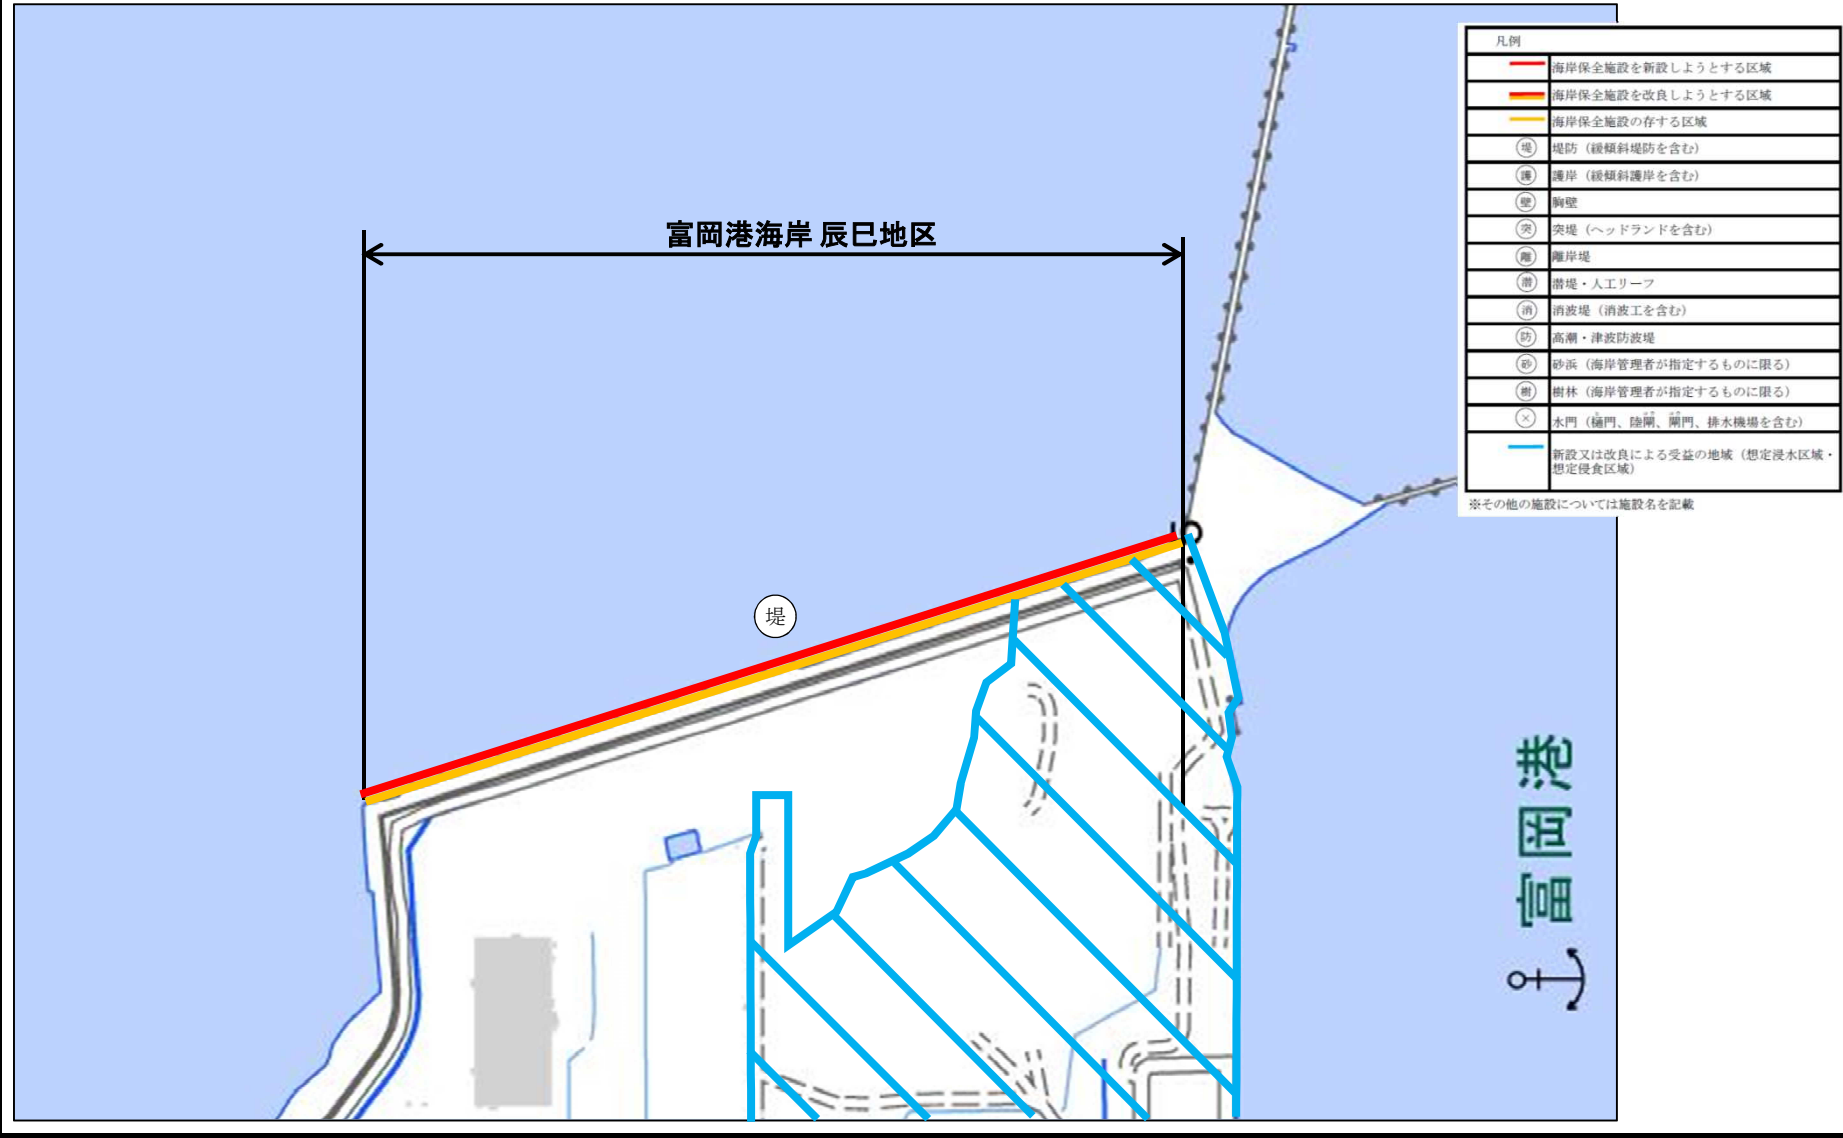 富岡港海岸 辰巳地区
堤
富岡港
凡例
海岸保全施設を新設しようとする区域
海岸保全施設を改良しようとする区域
海岸保全施設の存する区域
堤 堤防（緩傾斜堤防を含む）
護 護岸（緩傾斜護岸を含む）
壁 胸壁
突 突堤（ヘッドランドを含む）
離 離岸堤
潜 潜堤・人工リーフ
消 消波堤（消波工を含む）
防 高潮・津波防波堤
砂 砂浜（海岸管理者が指定するものに限る）
樹 樹林（海岸管理者が指定するものに限る）
× 水門（樋門、陸閘、閘門、排水機場を含む）
新設又は改良による受益の地域（想定浸水区域・
想定侵食区域）
※その他の施設については施設名を記載